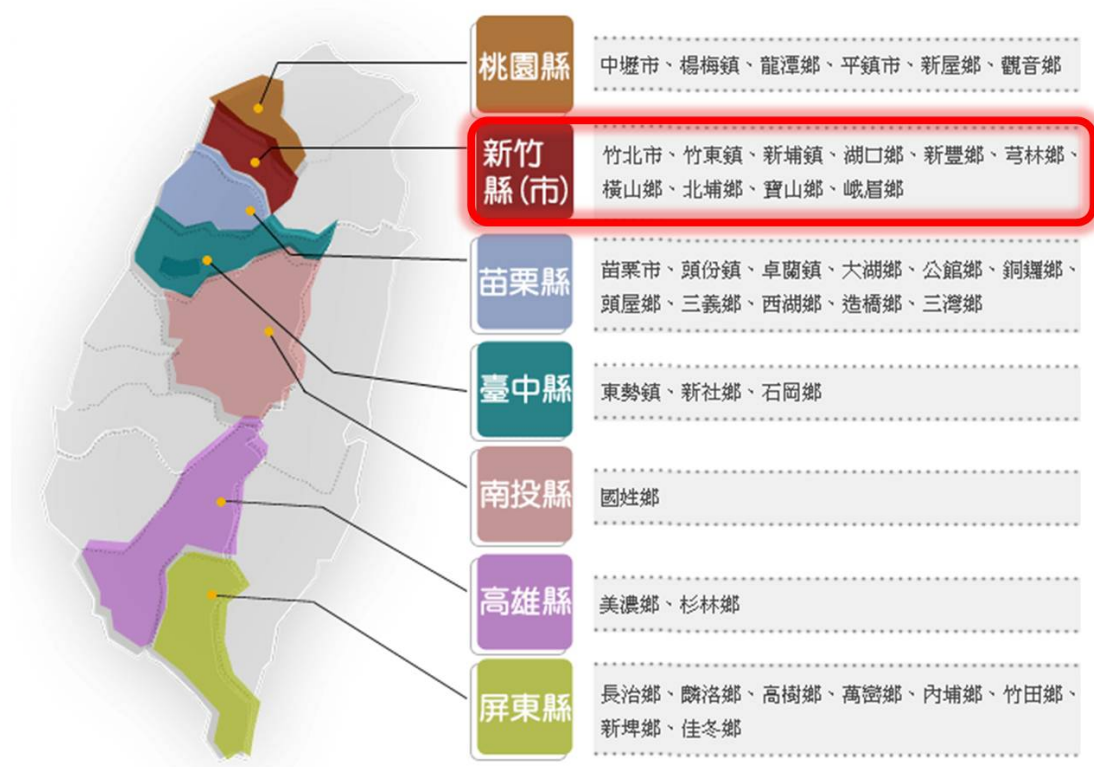 桃園縣
中壢市、楊梅鎮、龍潭鄉、平鎮市、新屋鄉、觀音鄉
新竹
縣(市)
竹北市、竹東鎮、新埔鎮、湖口鄉、新豐鄉、芎林鄉、
橫山鄉、北埔鄉、寶山鄉、峨眉鄉
苗栗縣
苗栗市、頭份鎮、卓蘭鎮、大湖鄉、公館鄉、銅鑼鄉、
頭屋鄉、三義鄉、西湖鄉、造橋鄉、三灣鄉
臺中縣
東勢鎮、新社鄉、石岡鄉
南投縣
國姓鄉
高雄縣
美濃鄉、杉林鄉
屏東縣
長治鄉、麟洛鄉、高樹鄉、萬巒鄉、內埔鄉、竹田鄉、
新埤鄉、佳冬鄉